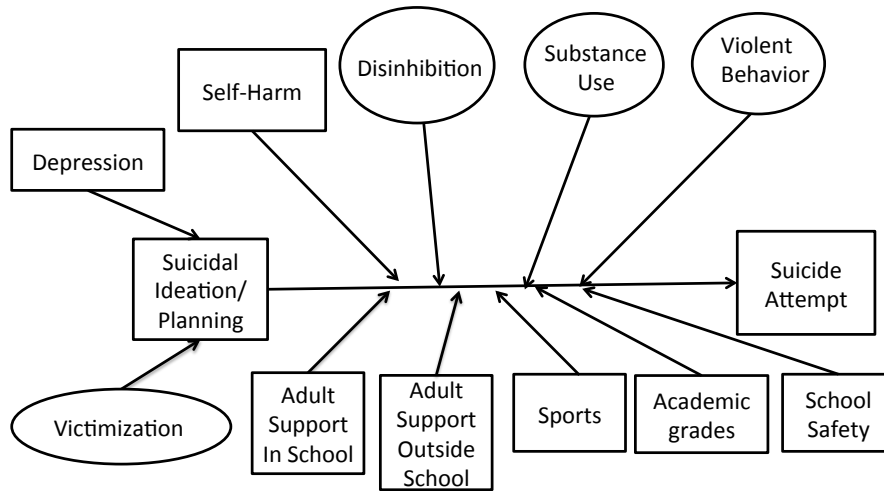 Self-Harm
Disinhibition
Substance
Use
Violent
Behavior
Depression
Suicidal
Ideation/
Planning
Suicide
Attempt
Victimization
Adult
Support
In School
Adult
Support
Outside
School
Sports
Academic
grades
School
Safety